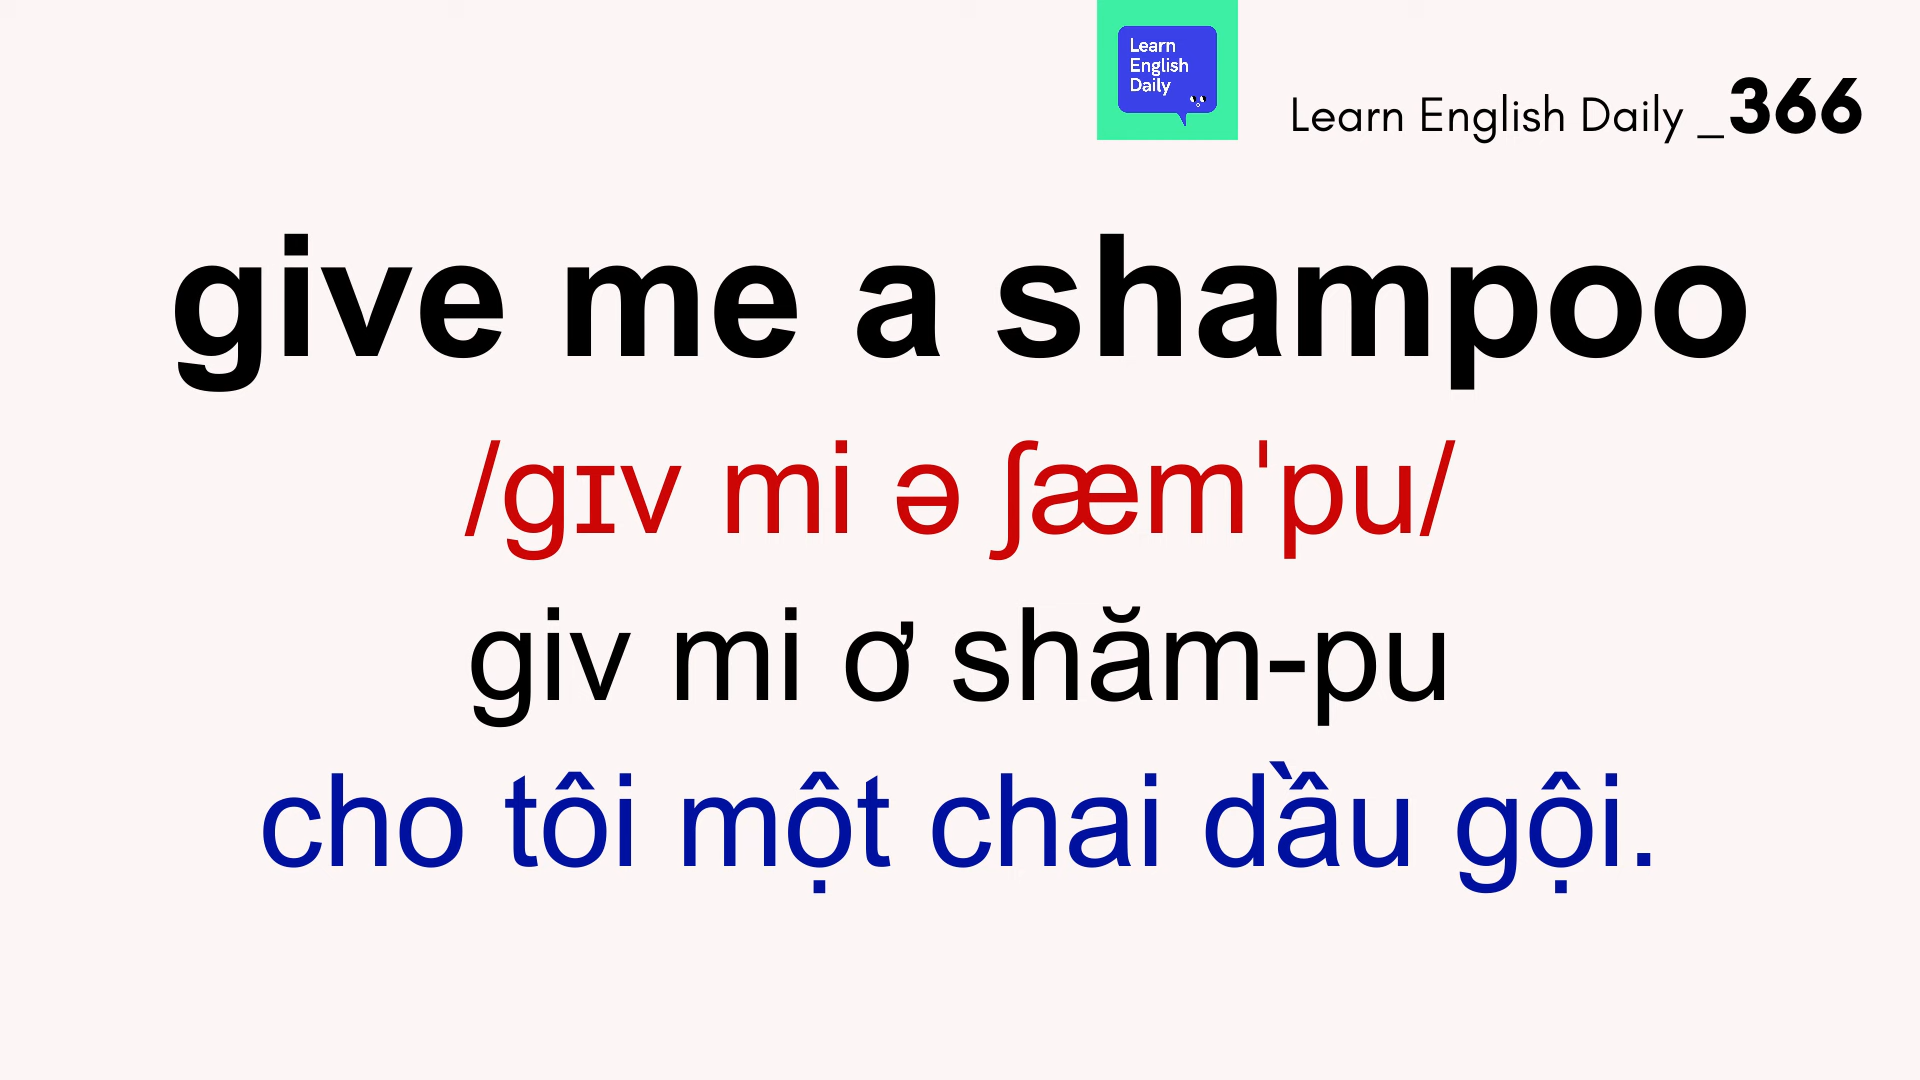 Learn
English
Daily
Learn English Daily _366
give me a shampoo
/gɪv mi ə ʃæmˈpu/
giv mi ơ shăm-pu
cho tôi một chai dầu gội.